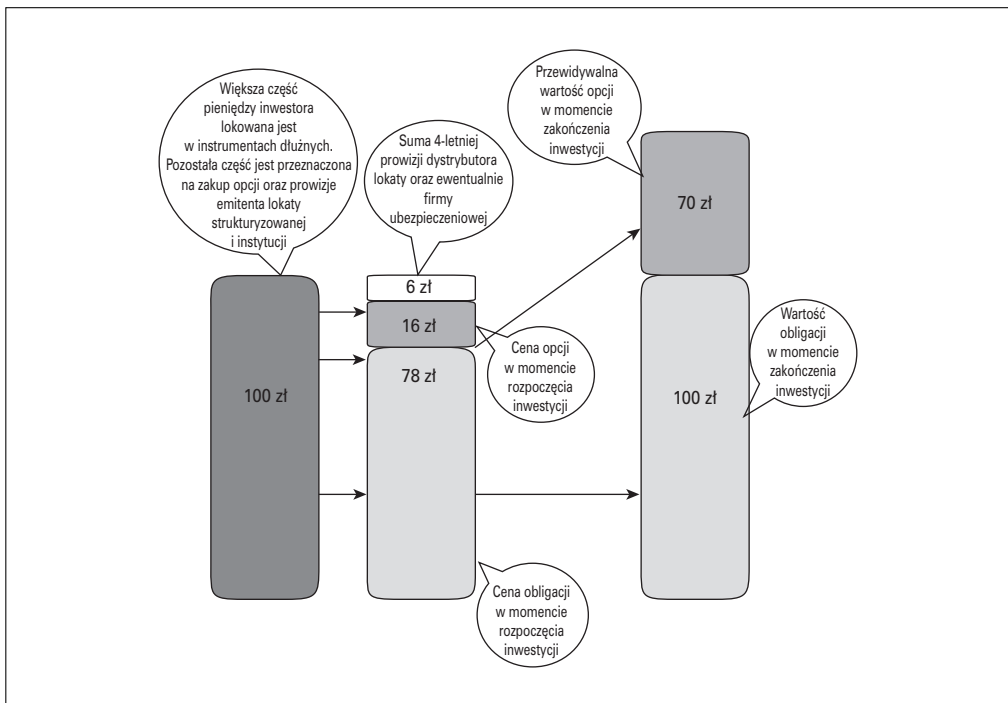 Większa część
pieniędzy inwestora
lokowana jest
w instrumentach dłużnych.
Pozostała część jest przeznaczona
na zakup opcji oraz prowizje
emitenta lokaty
strukturyzowanej
i instytucji
Suma 4-letniej
prowizji dystrybutora
lokaty oraz ewentualnie
firmy
ubezpieczeniowej
Przewidywalna
wartość opcji
w momencie
zakończenia
inwestycji
100 zł
6 zł
16 zł
78 zł
Cena opcji
w momencie
rozpoczęcia
inwestycji
Cena obligacji
w momencie
rozpoczęcia
inwestycji
70 zł
100 zł
Wartość
obligacji
w momencie
zakończenia
inwestycji